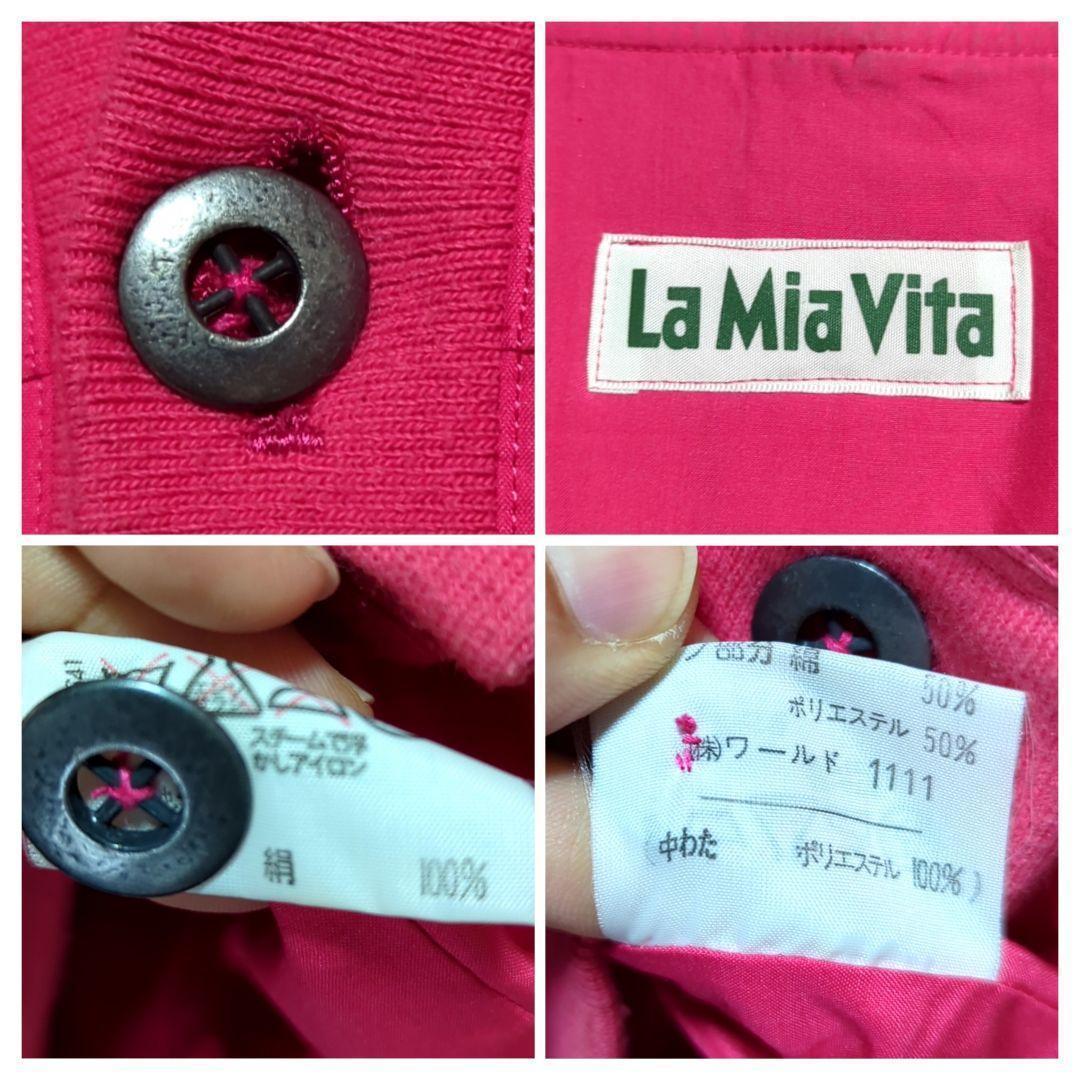 La Mia Vita
スチームで浮
かしアイロン
綿 100%
部分 綿 50%
ポリエステル 50%
㈱ワールド 1111
(中わた ポリエステル 100%)